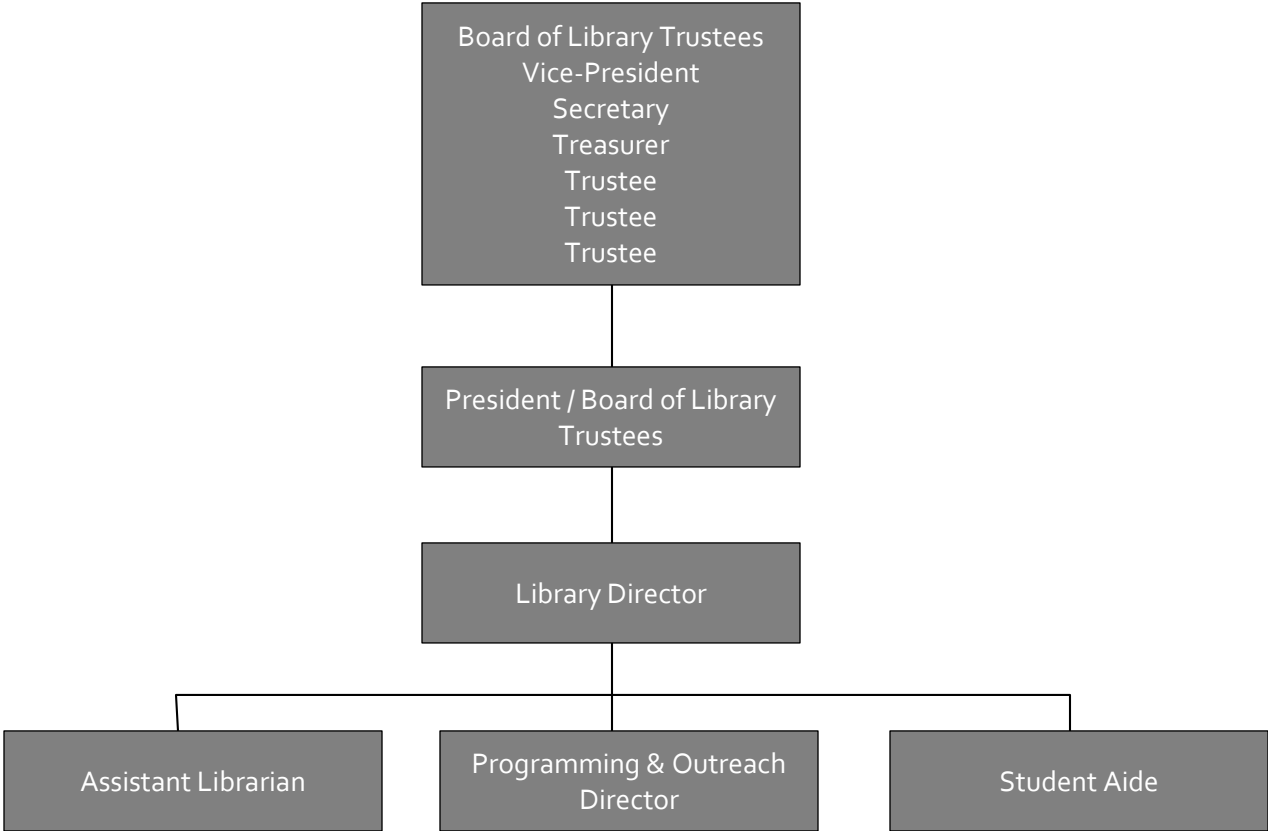 Board of Library Trustees
Vice-President
Secretary
Treasurer
Trustee
Trustee
Trustee
President / Board of Library
Trustees
Library Director
Assistant Librarian
Programming & Outreach
Director
Student Aide